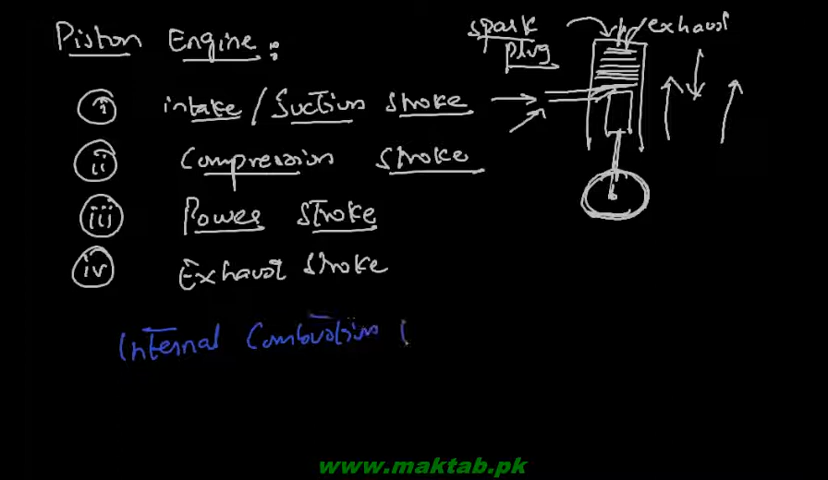 Piston Engine:
i intake / Suction stroke
ii Compression stroke
iii Power stroke
iv Exhaust stroke
Internal Combustion (
spark plug
exhaust
www.maktab.pk